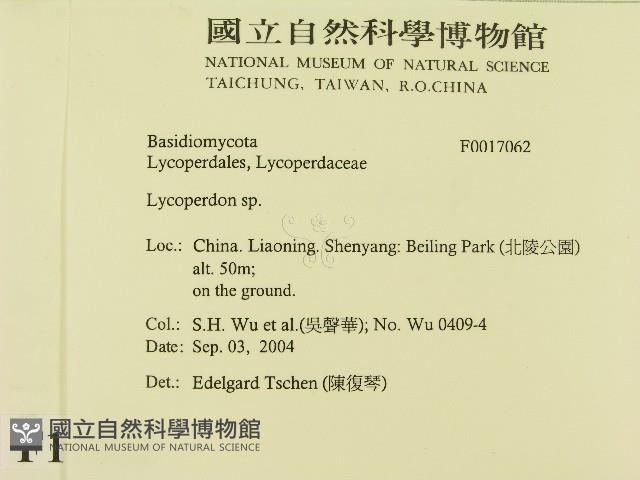 國立自然科學博物館
NATIONAL MUSEUM OF NATURAL SCIENCE
TAICHUNG, TAIWAN, R.O.CHINA
Basidiomycota F0017062
Lycoperdales, Lycoperdaceae
Lycoperdon sp.
Loc.: China. Liaoning. Shenyang: Beiling Park (北陵公園)
alt. 50m;
on the ground.
Col.: S.H. Wu et al.(吳聲華); No. Wu 0409-4
Date: Sep. 03, 2004
Det.: Edelgard Tschen (陳復琴)
國立自然科學博物館
NATIONAL MUSEUM OF NATURAL SCIENCE